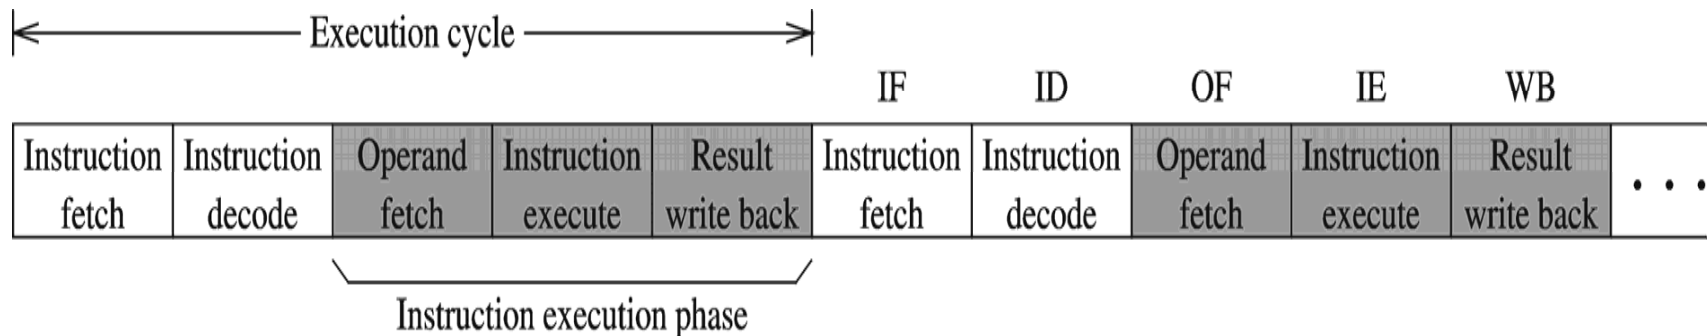 Execution cycle
IF ID OF IE WB
Instruction Instruction Operand Instruction Result Instruction Instruction Operand Instruction Result
fetch decode fetch execute write back fetch decode fetch execute write back . . .
Instruction execution phase